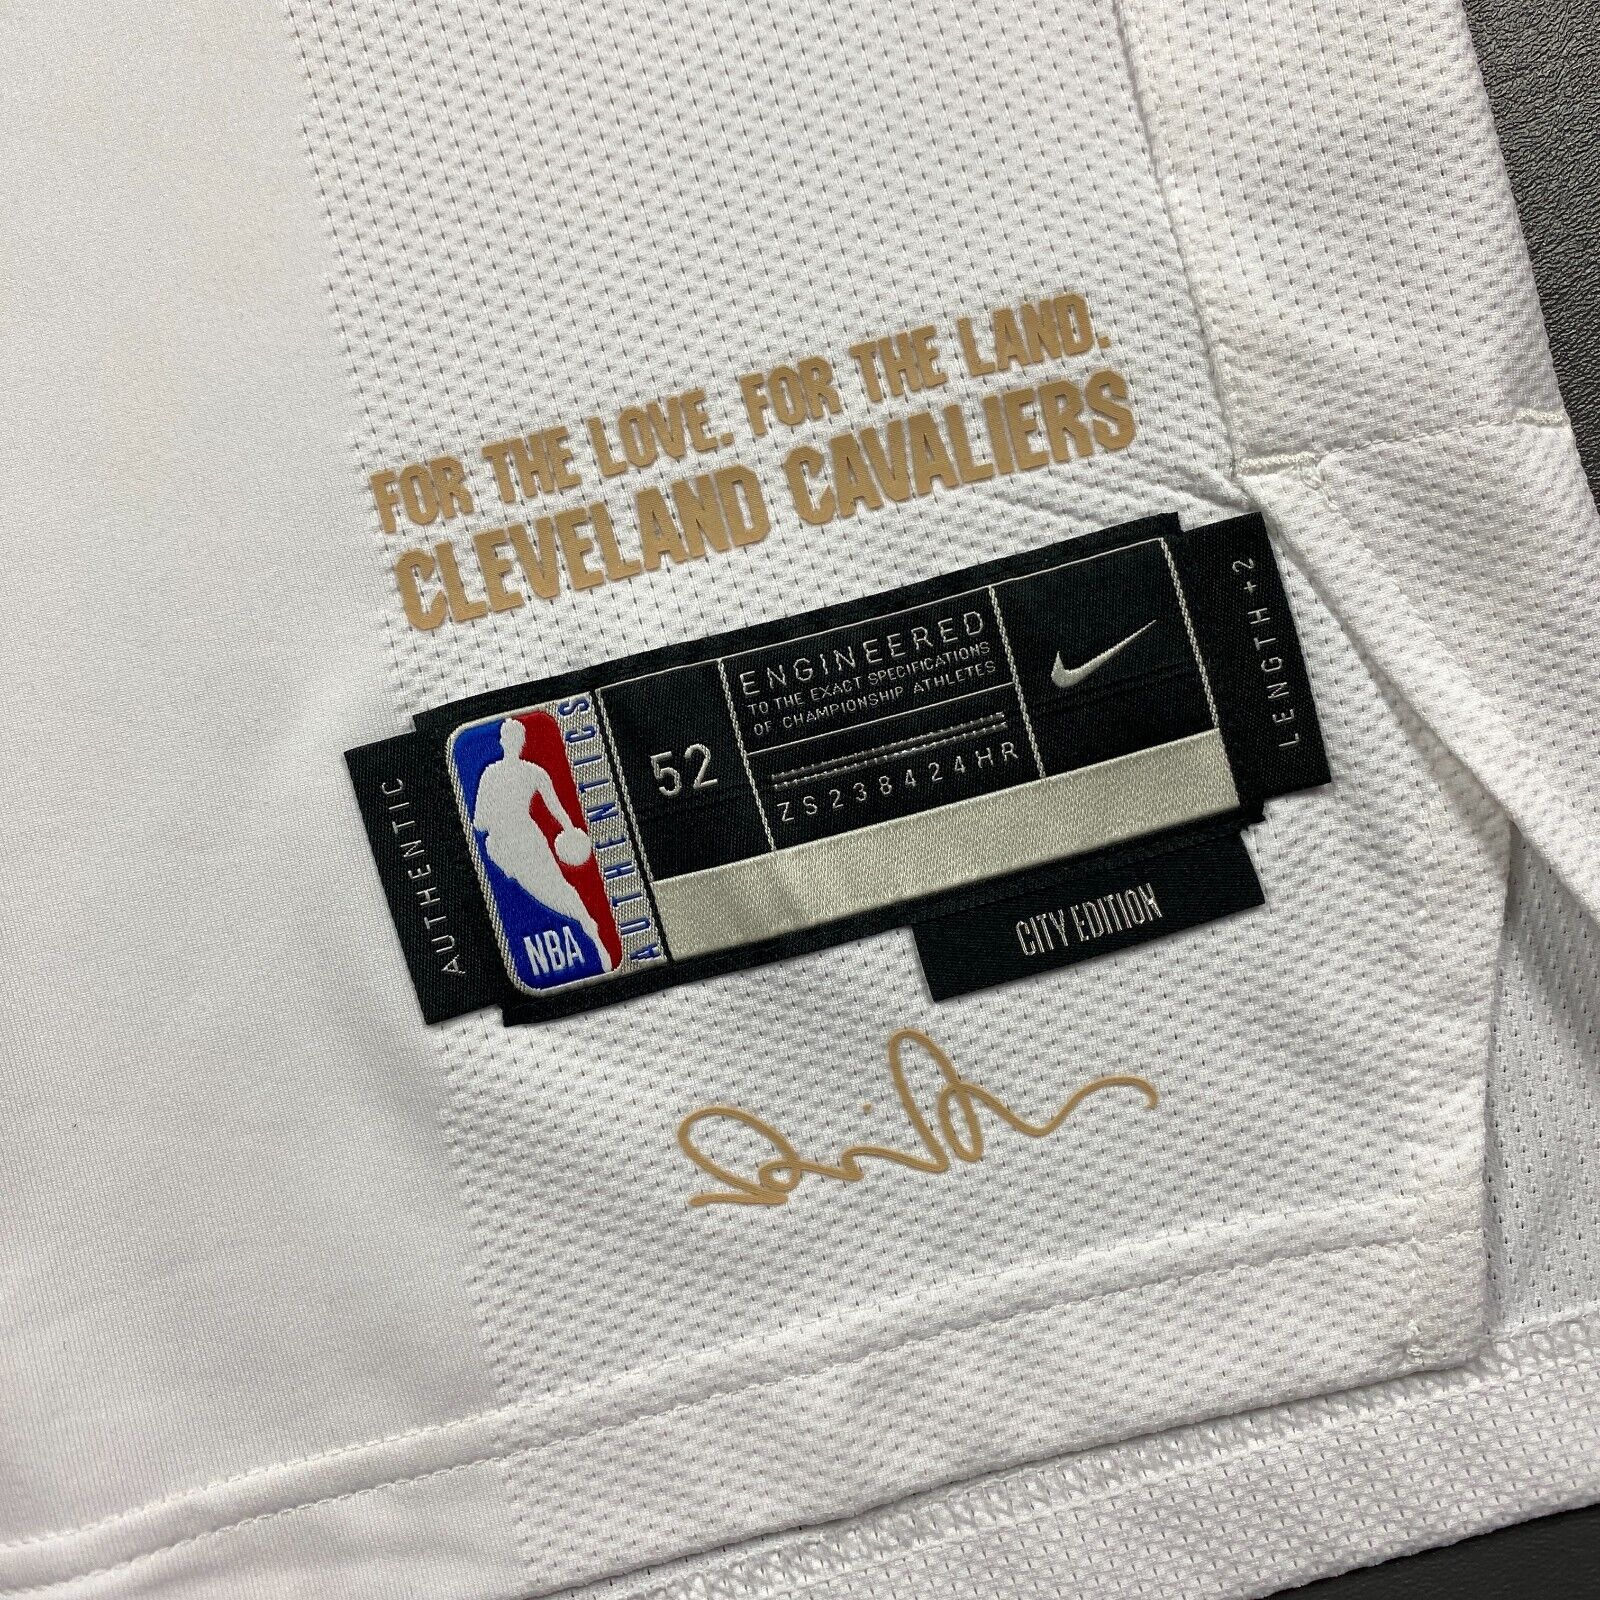 FOR THE LOVE. FOR THE LAND.
CLEVELAND CAVALIERS
AUTHENTIC
NBA
AUTHENTICS
52
ENGINEERED
TO THE EXACT SPECIFICATIONS
OF CHAMPIONSHIP ATHLETES
ZS238424HR
LENGTH +2
CITY EDITION